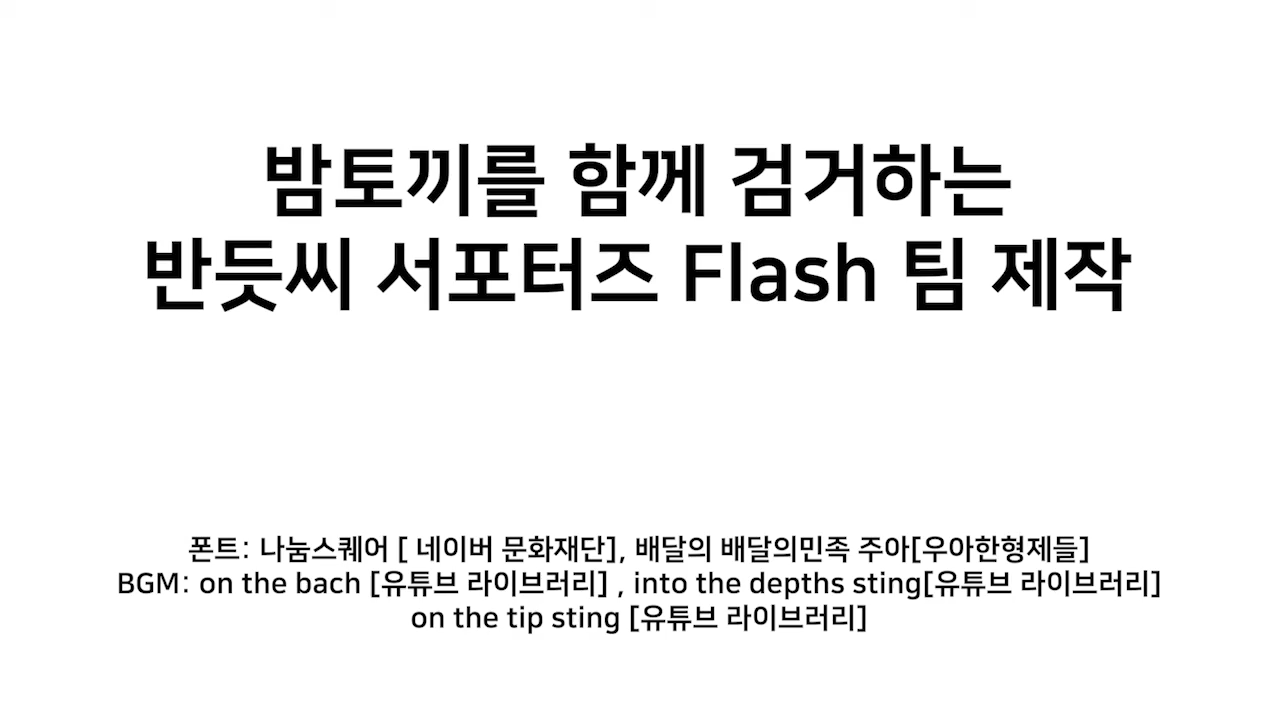 밤토끼를 함께 검거하는
반듯씨 서포터즈 Flash 팀 제작
폰트: 나눔스퀘어 [ 네이버 문화재단], 배달의 배달의민족 주아[우아한형제들]
BGM: on the bach [유튜브 라이브러리] , into the depths sting[유튜브 라이브러리]
on the tip sting [유튜브 라이브러리]